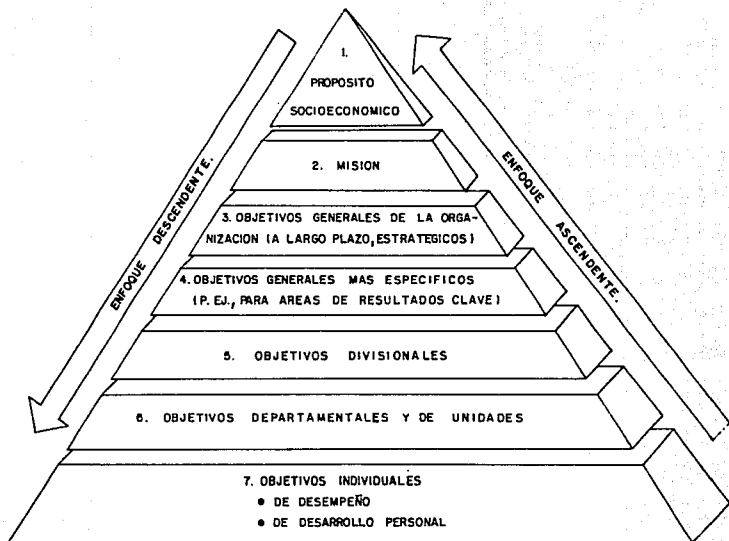 1.
PROPOSITO
SOCIOECONOMICO
2. MISION
3. OBJETIVOS GENERALES DE LA ORGA-
NIZACION (A LARGO PLAZO, ESTRATEGICOS)
4. OBJETIVOS GENERALES MAS ESPECIFICOS
(P. EJ., PARA AREAS DE RESULTADOS CLAVE)
5. OBJETIVOS DIVISIONALES
6. OBJETIVOS DEPARTAMENTALES Y DE UNIDADES
7. OBJETIVOS INDIVIDUALES
• DE DESEMPEÑO
• DE DESARROLLO PERSONAL
ENFOQUE DESCENDENTE.
ENFOQUE ASCENDENTE.